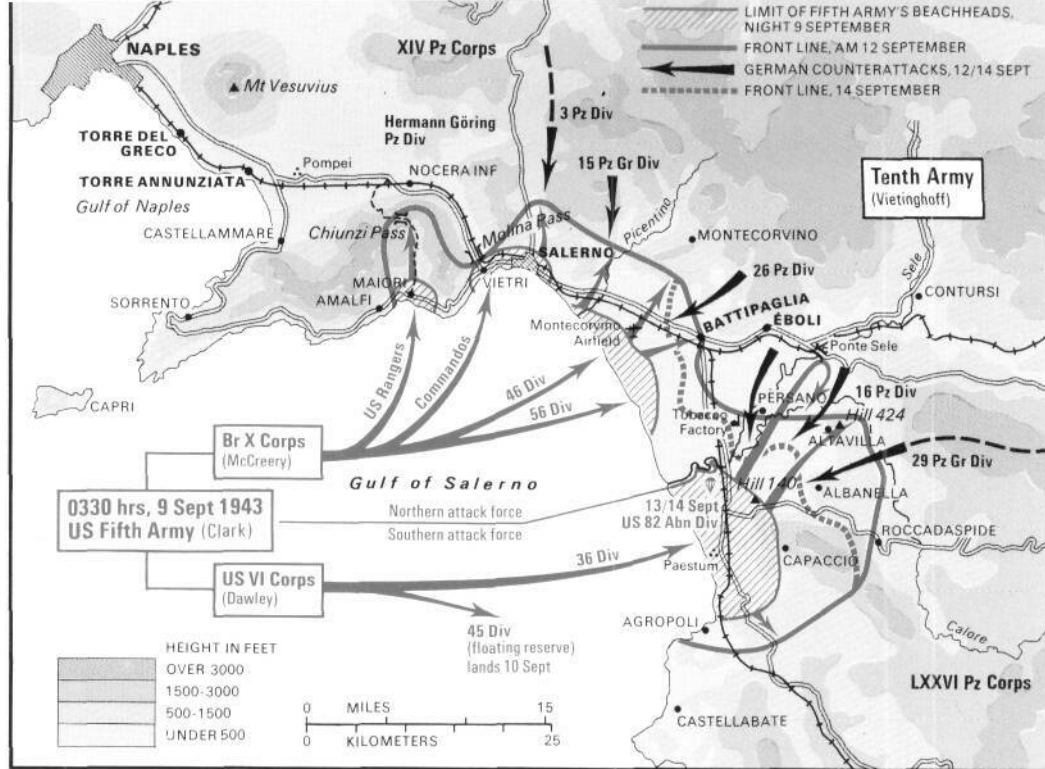 LIMIT OF FIFTH ARMY'S BEACHHEADS,
NIGHT 9 SEPTEMBER
FRONT LINE, AM 12 SEPTEMBER
GERMAN COUNTERATTACKS, 12/14 SEPT
FRONT LINE, 14 SEPTEMBER
NAPLES
XIV Pz Corps
Mt Vesuvius
3 Pz Div
Hermann Göring
Pz Div
TORRE DEL
GRECO
Pompei
NOCERA INF
15 Pz Gr Div
TORRE ANNUNZIATA
Gulf of Naples
Tenth Army
(Vietinghoff)
Picentino
Molina Pass
CASTELLAMMARE
Chiunzi Pass
SALERNO
MONTECORVINO
Sele
MAIORI
VIETRI
26 Pz Div
CONTURSI
SORRENTO
AMALFI
BATTIPAGLIA
ÉBOLI
Montecorvino
Airfield
Ponte Sele
US Rangers
Commandos
46 Div
56 Div
16 Pz Div
CAPRI
PERSANO
Tobacco
Factory
Hill 424
ALTAVILLA
Br X Corps
(McCreery)
29 Pz Gr Div
Gulf of Salerno
Hill 140
ALBANELLA
0330 hrs, 9 Sept 1943
US Fifth Army (Clark)
Northern attack force
Southern attack force
13/14 Sept
US 82 Abn Div
ROCCADASPIDE
36 Div
Paestum
CAPACCIO
US VI Corps
(Dawley)
45 Div
(floating reserve)
lands 10 Sept
AGROPOLI
Calore
HEIGHT IN FEET
OVER 3000
1500-3000
500-1500
UNDER 500
LXXVI Pz Corps
0 MILES 15
0 KILOMETERS 25
CASTELLABATE